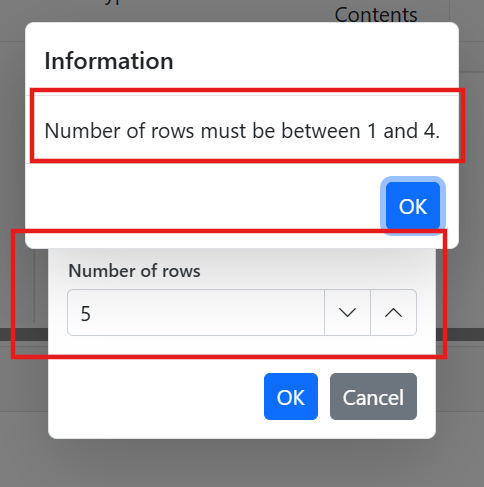 Contents
Information
Number of rows must be between 1 and 4.
OK
Number of rows
5
OK
Cancel